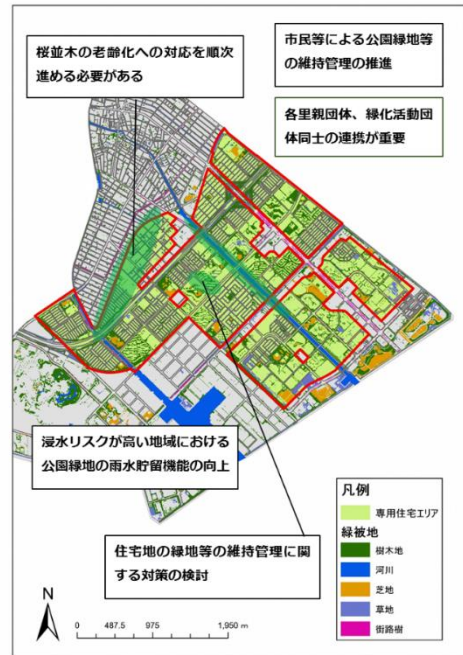 桜並木の老齢化への対応を順次
進める必要がある
市民等による公園緑地等
の維持管理の推進
各里親団体、緑化活動団
体同士の連携が重要
浸水リスクが高い地域における
公園緑地の雨水貯留機能の向上
住宅地の緑地等の維持管理に関
する対策の検討
凡例
専用住宅エリア
緑被地
樹木地
河川
芝地
草地
街路樹
N
0 487.5 975 1,950 m